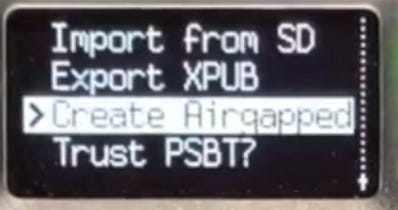 Import from SD
Export XPUB
>Create Airgapped
Trust PSBT?